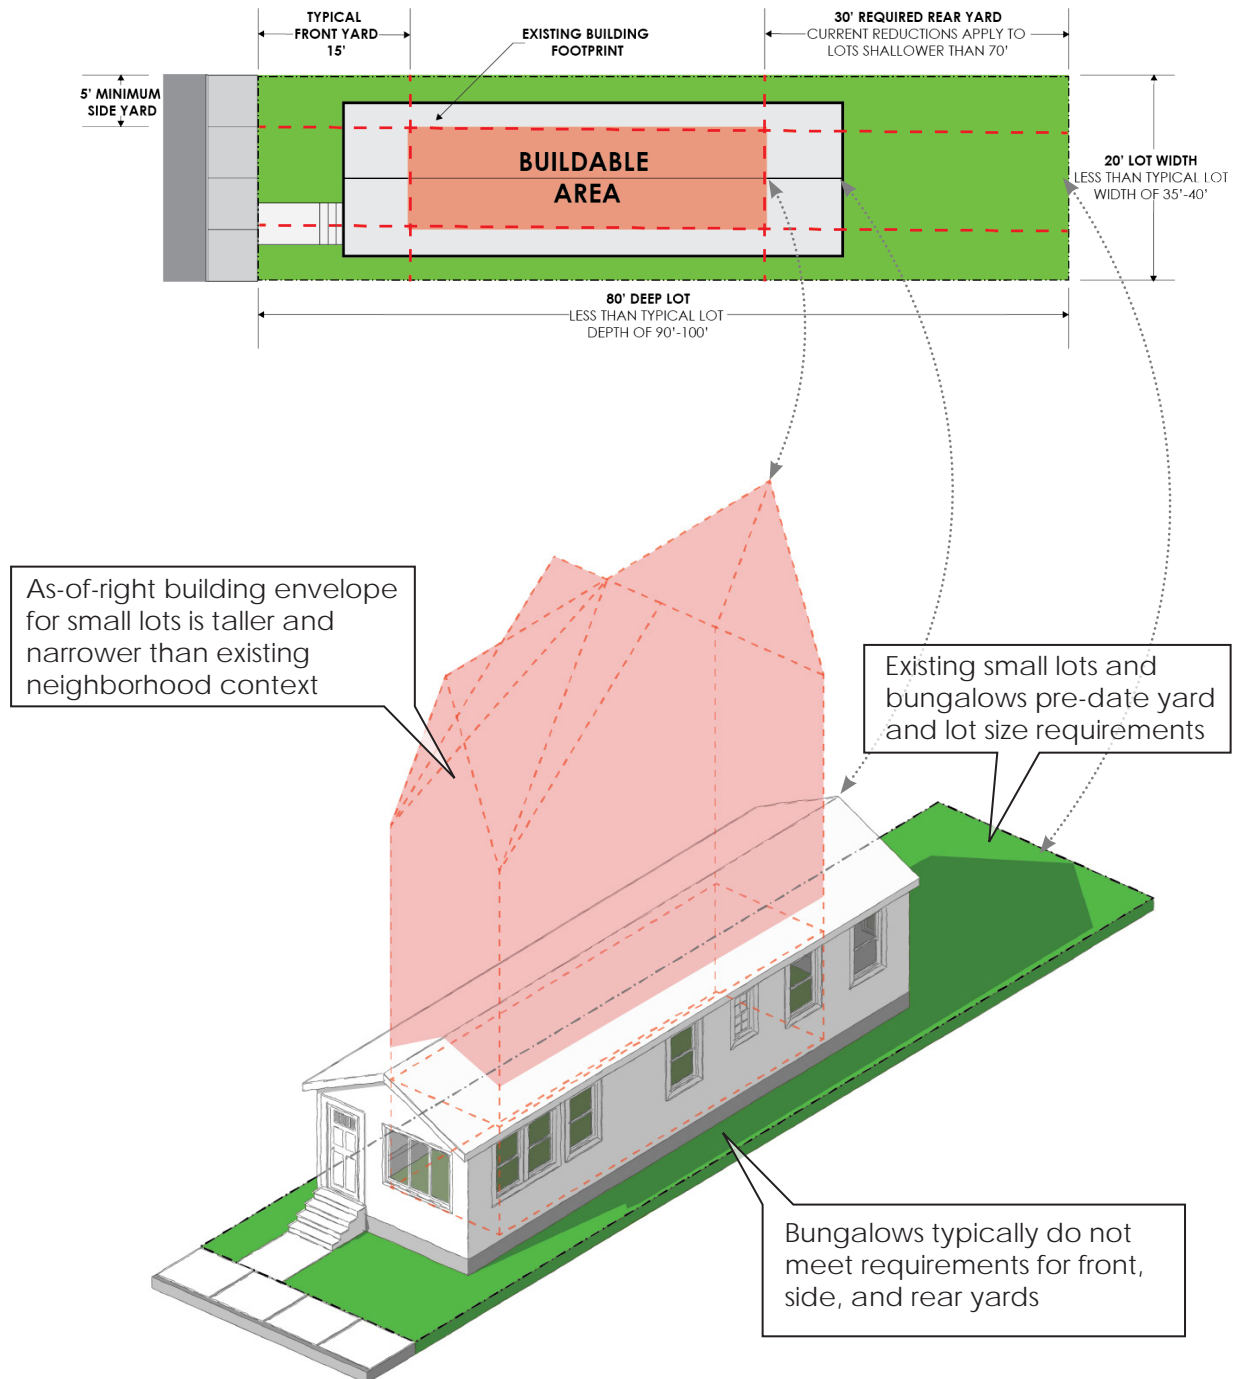 TYPICAL
FRONT YARD
15'
EXISTING BUILDING
FOOTPRINT
30' REQUIRED REAR YARD
CURRENT REDUCTIONS APPLY TO
LOTS SHALLOWER THAN 70'
5' MINIMUM
SIDE YARD
BUILDABLE
AREA
20' LOT WIDTH
LESS THAN TYPICAL LOT
WIDTH OF 35'-40'
80' DEEP LOT
LESS THAN TYPICAL LOT
DEPTH OF 90'-100'
As-of-right building envelope
for small lots is taller and
narrower than existing
neighborhood context
Existing small lots and
bungalows pre-date yard
and lot size requirements
Bungalows typically do not
meet requirements for front,
side, and rear yards